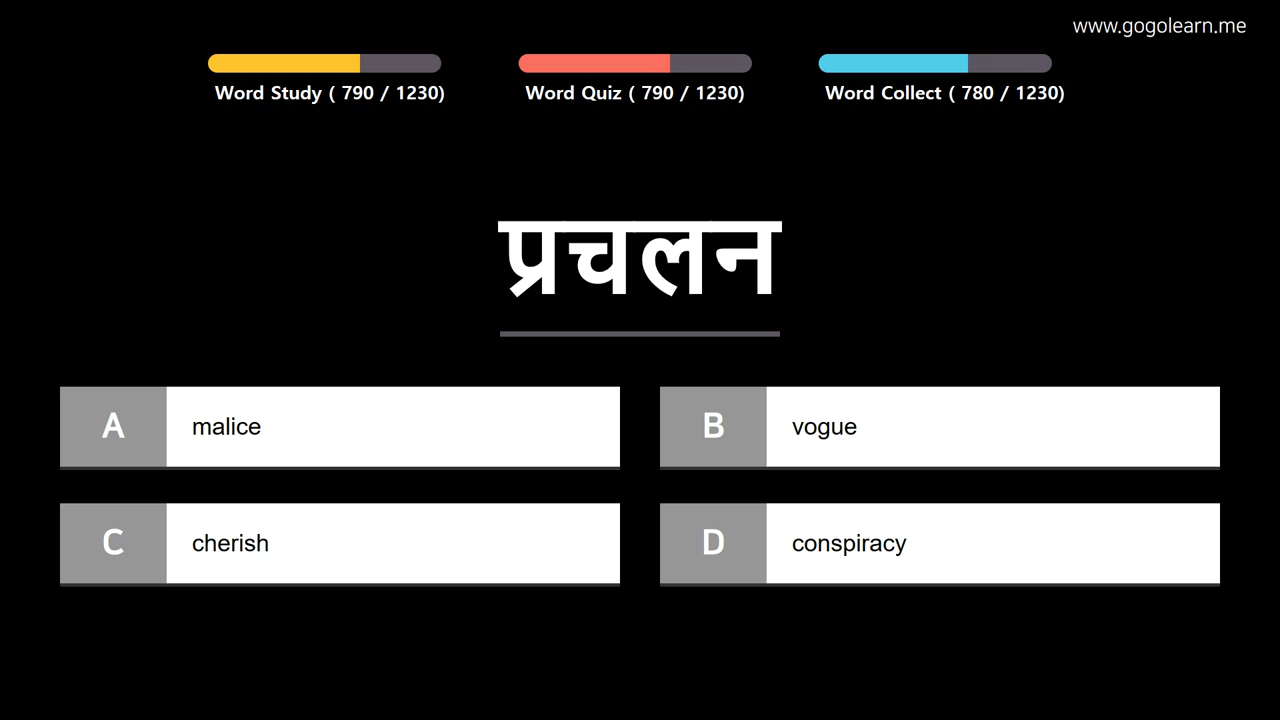 www.gogolearn.me
Word Study ( 790 / 1230)
Word Quiz ( 790 / 1230)
Word Collect ( 780 / 1230)
प्रचलन
A malice
B vogue
C cherish
D conspiracy